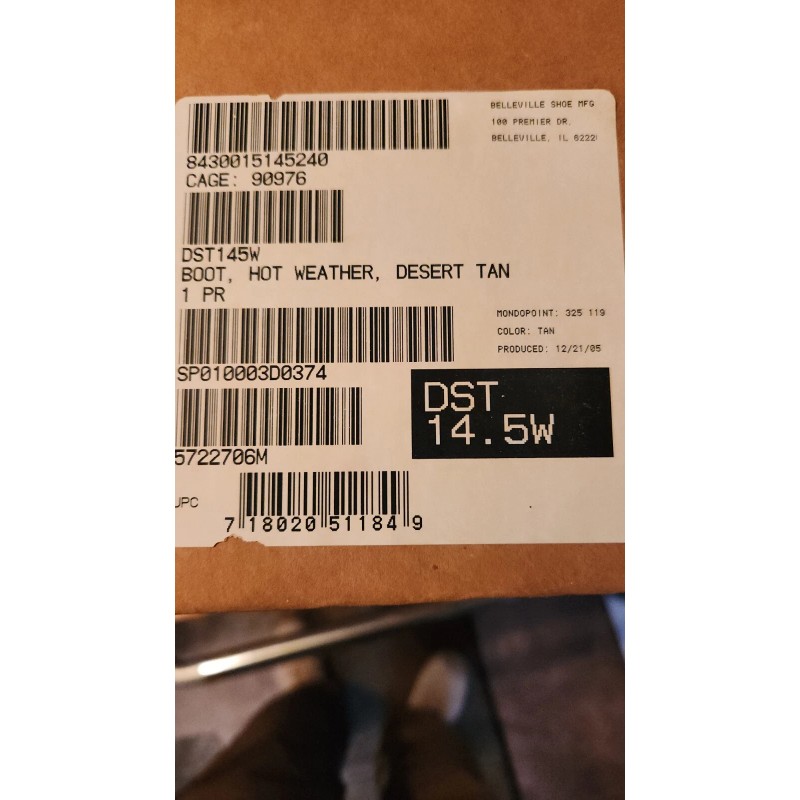 BELLEVILLE SHOE MFG
100 PREMIER DR.
BELLEVILLE, IL 6222
8430015145240
CAGE: 90976
DST145W
BOOT, HOT WEATHER, DESERT TAN
1 PR
MONDOPOINT: 325 119
COLOR: TAN
PRODUCED: 12/21/05
SP010003D0374
DST
14.5W
5722706M
UPC
7 18020 51184 9